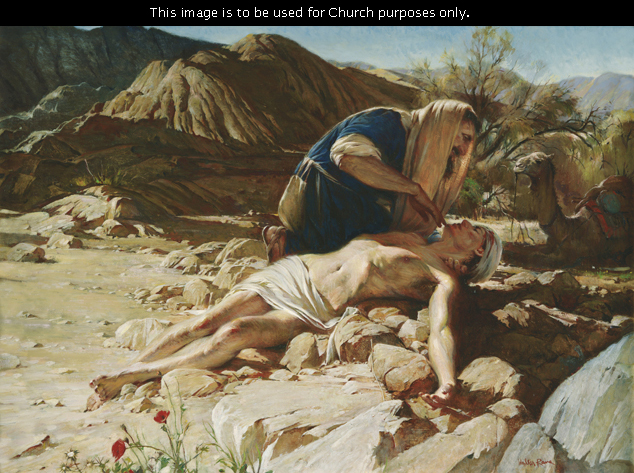 This image is to be used for Church purposes only.